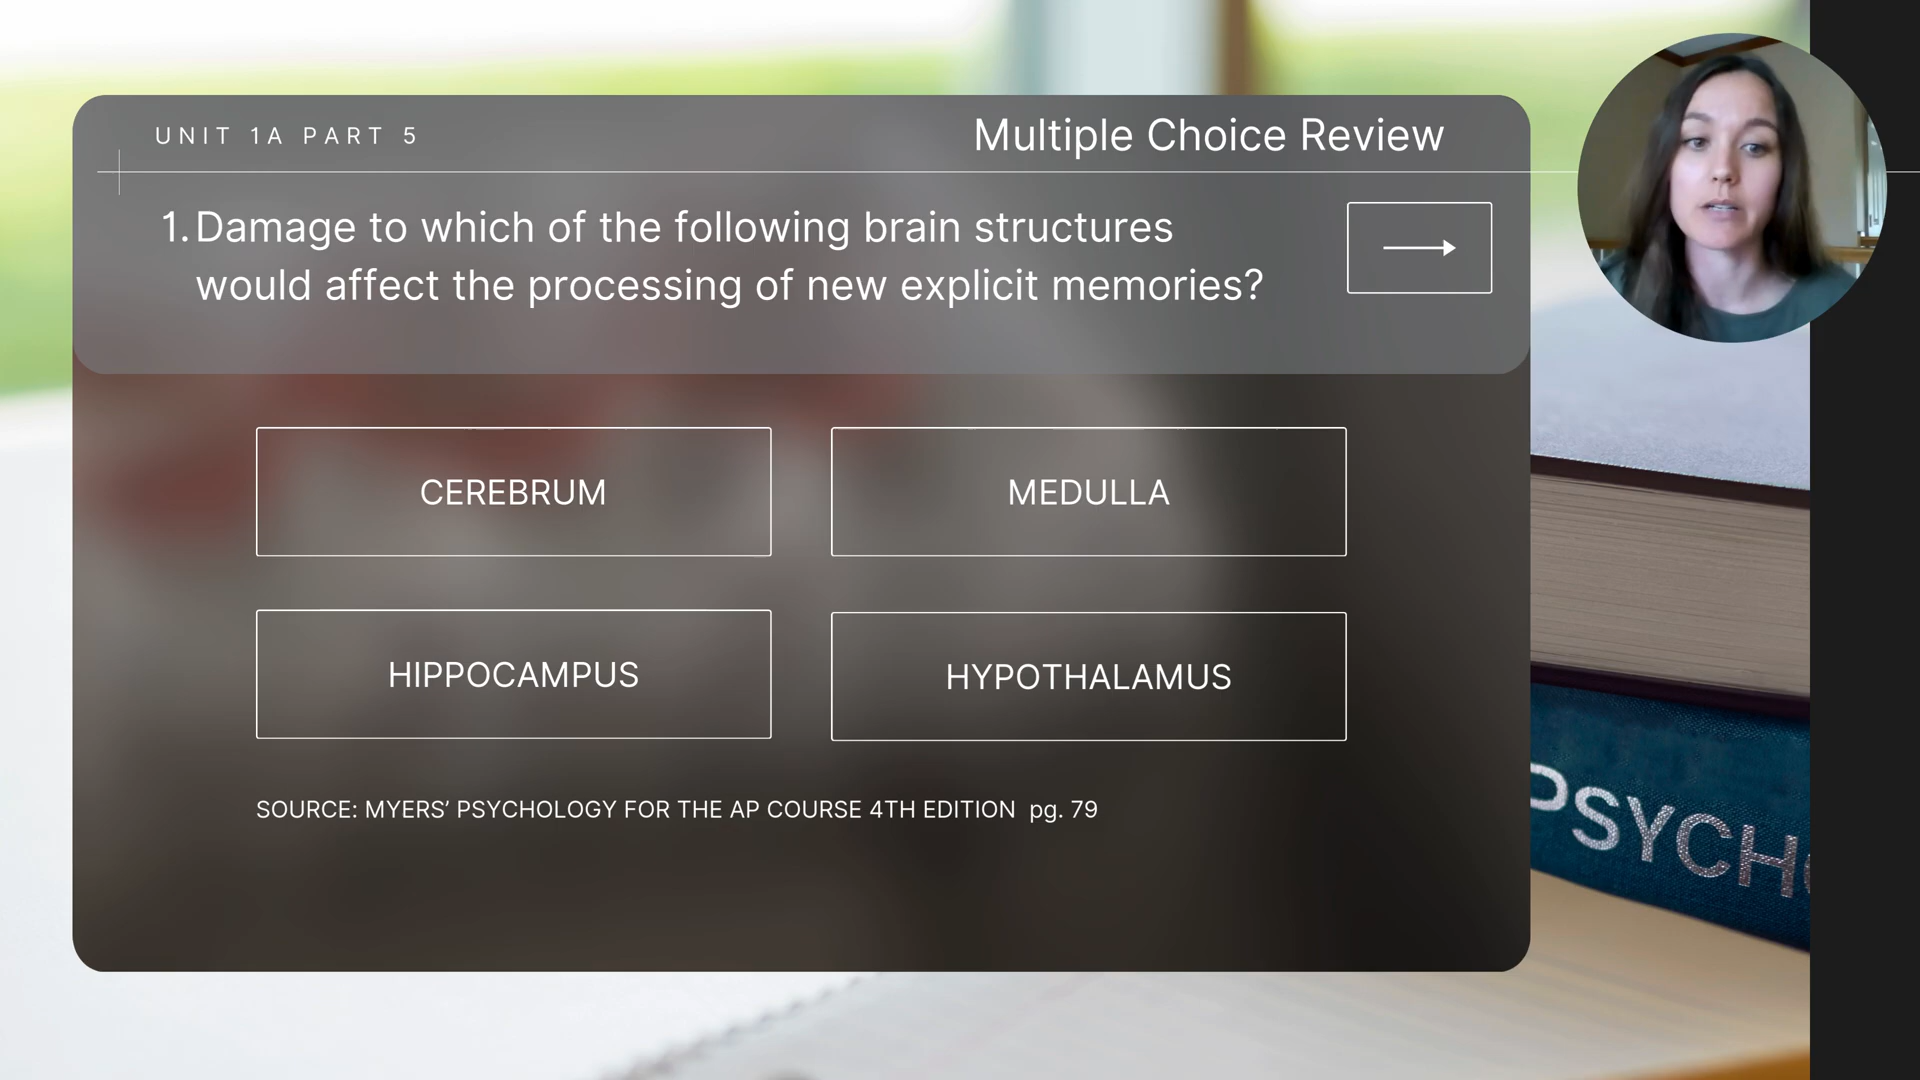 UNIT 1A PART 5
Multiple Choice Review
1. Damage to which of the following brain structures
would affect the processing of new explicit memories?
CEREBRUM
MEDULLA
HIPPOCAMPUS
HYPOTHALAMUS
SOURCE: MYERS’ PSYCHOLOGY FOR THE AP COURSE 4TH EDITION pg. 79
PSYCH